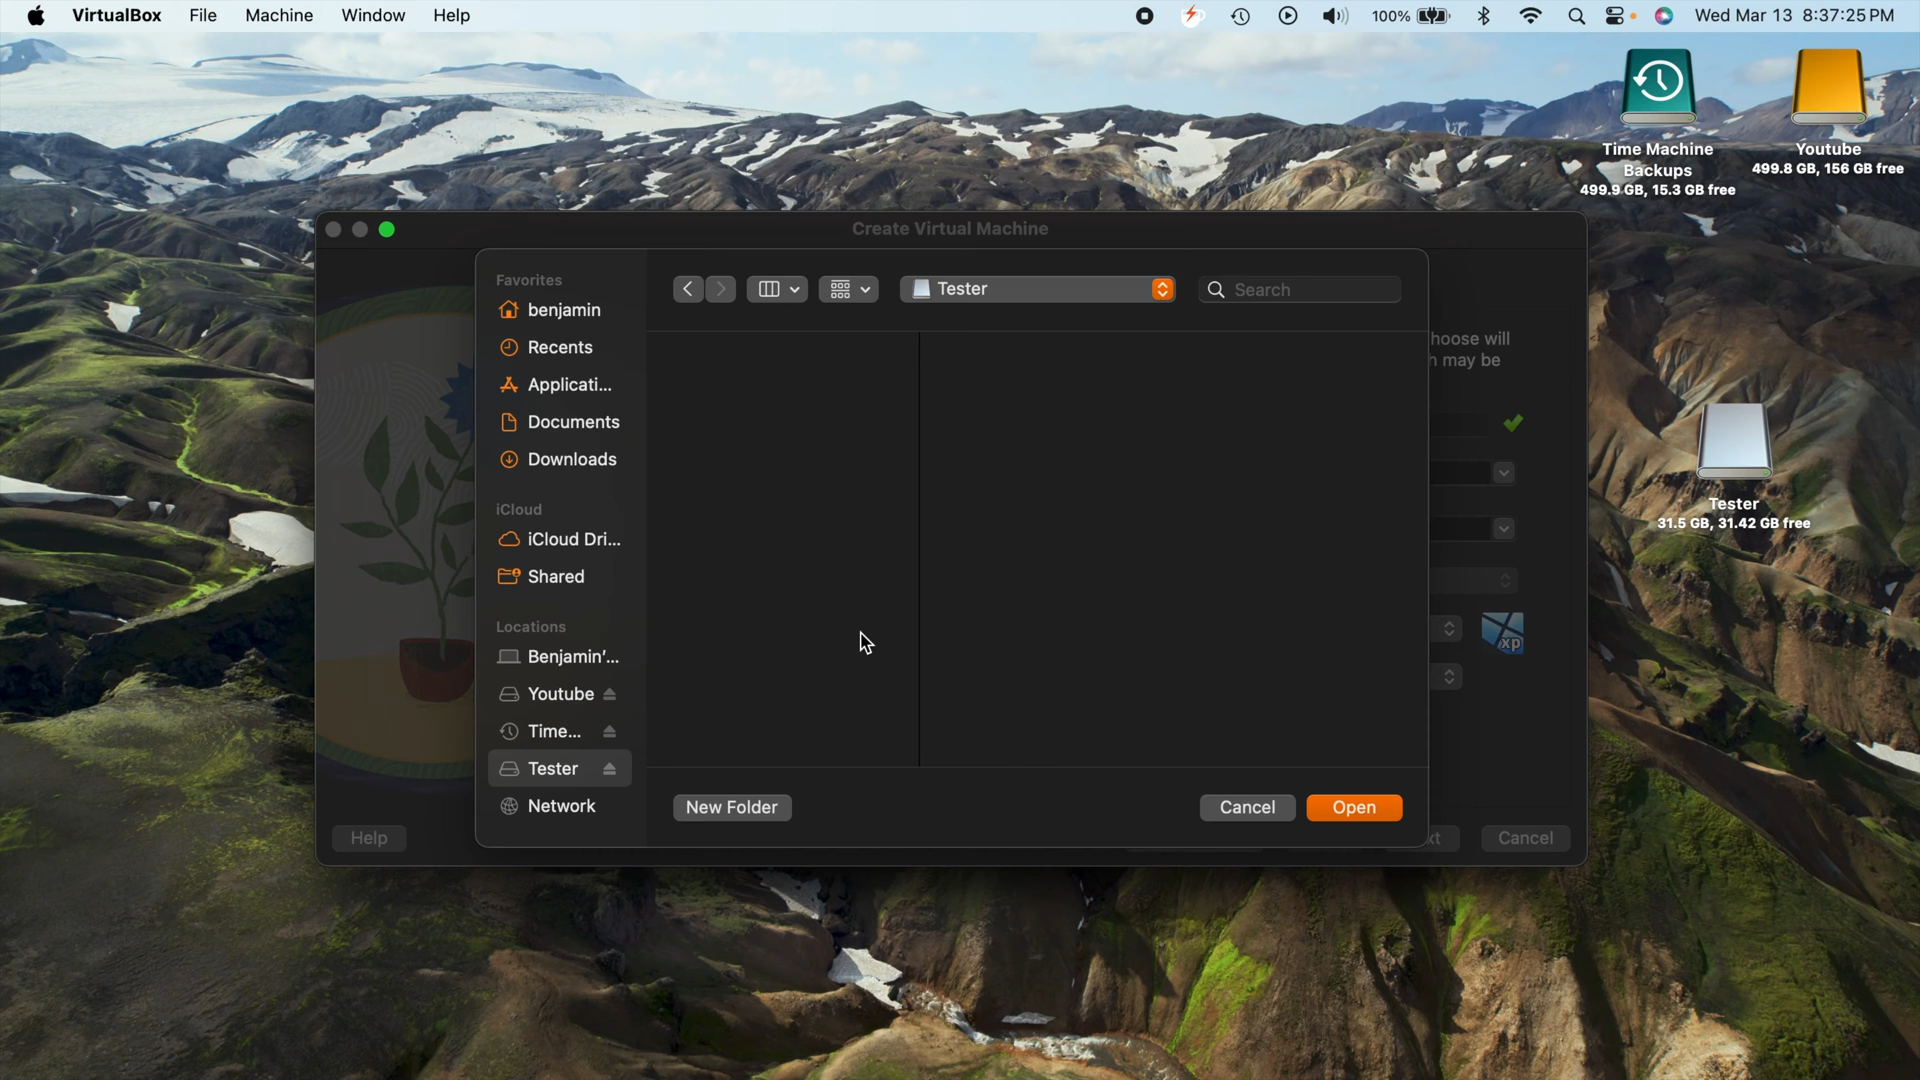 VirtualBox File Machine Window Help
100% Wed Mar 13 8:37:25 PM
Time Machine
Backups
499.9 GB, 15.3 GB free
Youtube
499.8 GB, 156 GB free
Create Virtual Machine
Favorites
benjamin
Recents
Applicati...
Documents
Downloads
iCloud
iCloud Dri...
Shared
Locations
Benjamin'...
Youtube
Time...
Tester
Network
Tester
Search
hoose will
h may be
xp
Tester
31.5 GB, 31.42 GB free
New Folder
Cancel
Open
Help
xt
Cancel